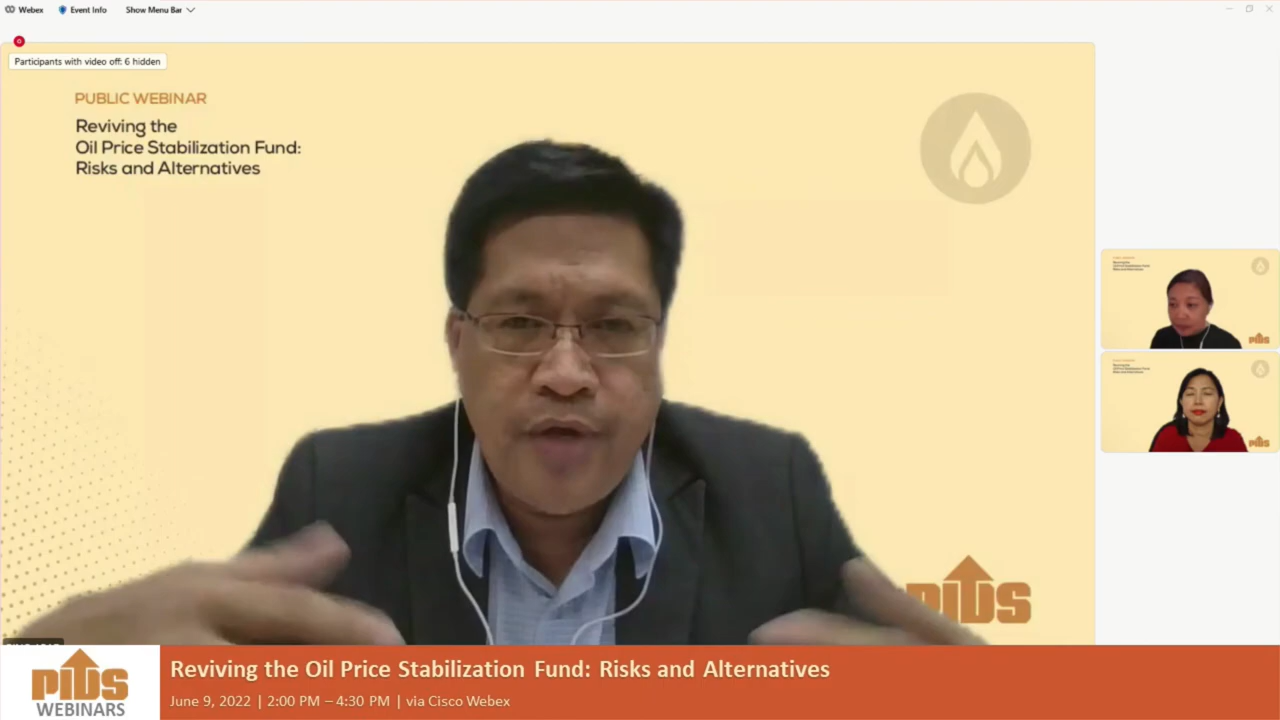 Webex
Event Info
Show Menu Bar
Participants with video off: 6 hidden
PUBLIC WEBINAR
Reviving the
Oil Price Stabilization Fund:
Risks and Alternatives
PIDS
PIDS
PIDS
PIDS
WEBINARS
Reviving the Oil Price Stabilization Fund: Risks and Alternatives
June 9, 2022 | 2:00 PM – 4:30 PM | via Cisco Webex